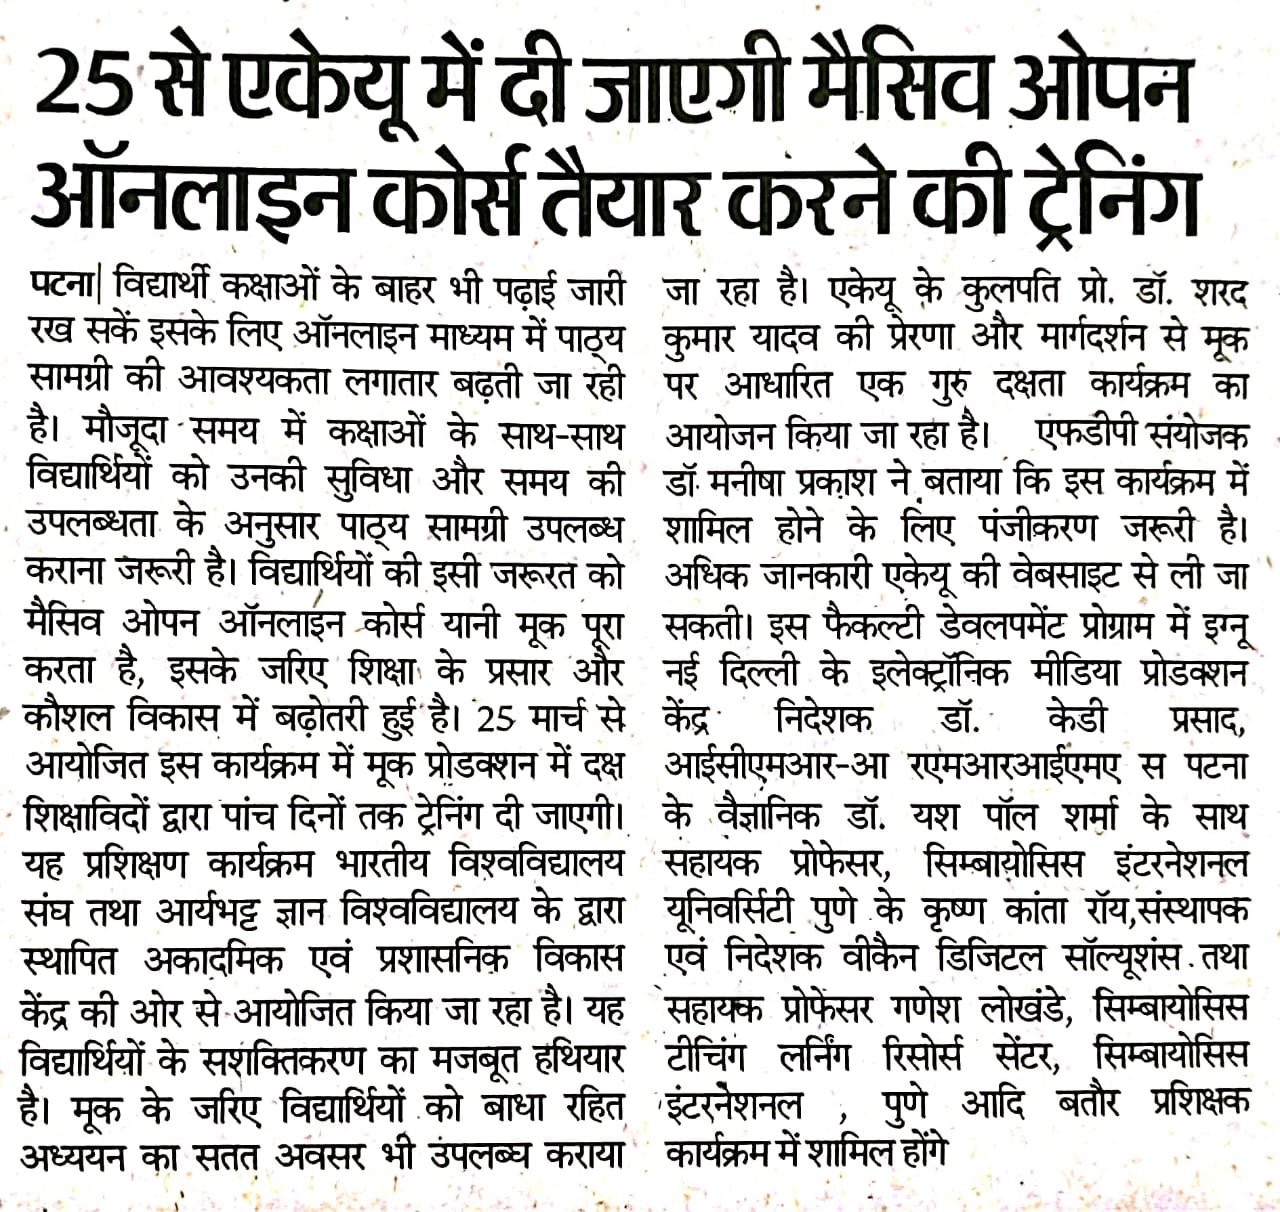 25 से एकेयू में दी जाएगी मैसिव ओपन
ऑनलाइन कोर्स तैयार करने की ट्रेनिंग
पटना| विद्यार्थी कक्षाओं के बाहर भी पढ़ाई जारी
रख सकें इसके लिए ऑनलाइन माध्यम में पाठ्य
सामग्री की आवश्यकता लगातार बढ़ती जा रही
है। मौजूदा समय में कक्षाओं के साथ-साथ
विद्यार्थियों को उनकी सुविधा और समय की
उपलब्धता के अनुसार पाठ्य सामग्री उपलब्ध
कराना जरूरी है। विद्यार्थियों की इसी जरूरत को
मैसिव ओपन ऑनलाइन कोर्स यानी मूक पूरा
करता है, इसके जरिए शिक्षा के प्रसार और
कौशल विकास में बढ़ोतरी हुई है। 25 मार्च से
आयोजित इस कार्यक्रम में मूक प्रोडक्शन में दक्ष
शिक्षाविदों द्वारा पांच दिनों तक ट्रेनिंग दी जाएगी।
यह प्रशिक्षण कार्यक्रम भारतीय विश्वविद्यालय
संघ तथा आर्यभट्ट ज्ञान विश्वविद्यालय के द्वारा
स्थापित अकादमिक एवं प्रशासनिक विकास
केंद्र की ओर से आयोजित किया जा रहा है। यह
विद्यार्थियों के सशक्तिकरण का मजबूत हथियार
है। मूक के जरिए विद्यार्थियों को बाधा रहित
अध्ययन का सतत अवसर भी उपलब्ध कराया
जा रहा है। एकेयू के कुलपति प्रो. डॉ. शरद
कुमार यादव की प्रेरणा और मार्गदर्शन से मूक
पर आधारित एक गुरु दक्षता कार्यक्रम का
आयोजन किया जा रहा है। एफडीपी संयोजक
डॉ मनीषा प्रकाश ने बताया कि इस कार्यक्रम में
शामिल होने के लिए पंजीकरण जरूरी है।
अधिक जानकारी एकेयू की वेबसाइट से ली जा
सकती। इस फैकल्टी डेवलपमेंट प्रोग्राम में इग्नू
नई दिल्ली के इलेक्ट्रॉनिक मीडिया प्रोडक्शन
केंद्र निदेशक डॉ. केडी प्रसाद,
आईसीएमआर-आ रएमआरआईएमए स पटना
के वैज्ञानिक डॉ. यश पॉल शर्मा के साथ
सहायक प्रोफेसर, सिम्बायोसिस इंटरनेशनल
यूनिवर्सिटी पुणे के कृष्ण कांता रॉय,संस्थापक
एवं निदेशक वीकैन डिजिटल सॉल्यूशंस तथा
सहायक प्रोफेसर गणेश लोखंडे, सिम्बायोसिस
टीचिंग लर्निंग रिसोर्स सेंटर, सिम्बायोसिस
इंटरनेशनल , पुणे आदि बतौर प्रशिक्षक
कार्यक्रम में शामिल होंगे